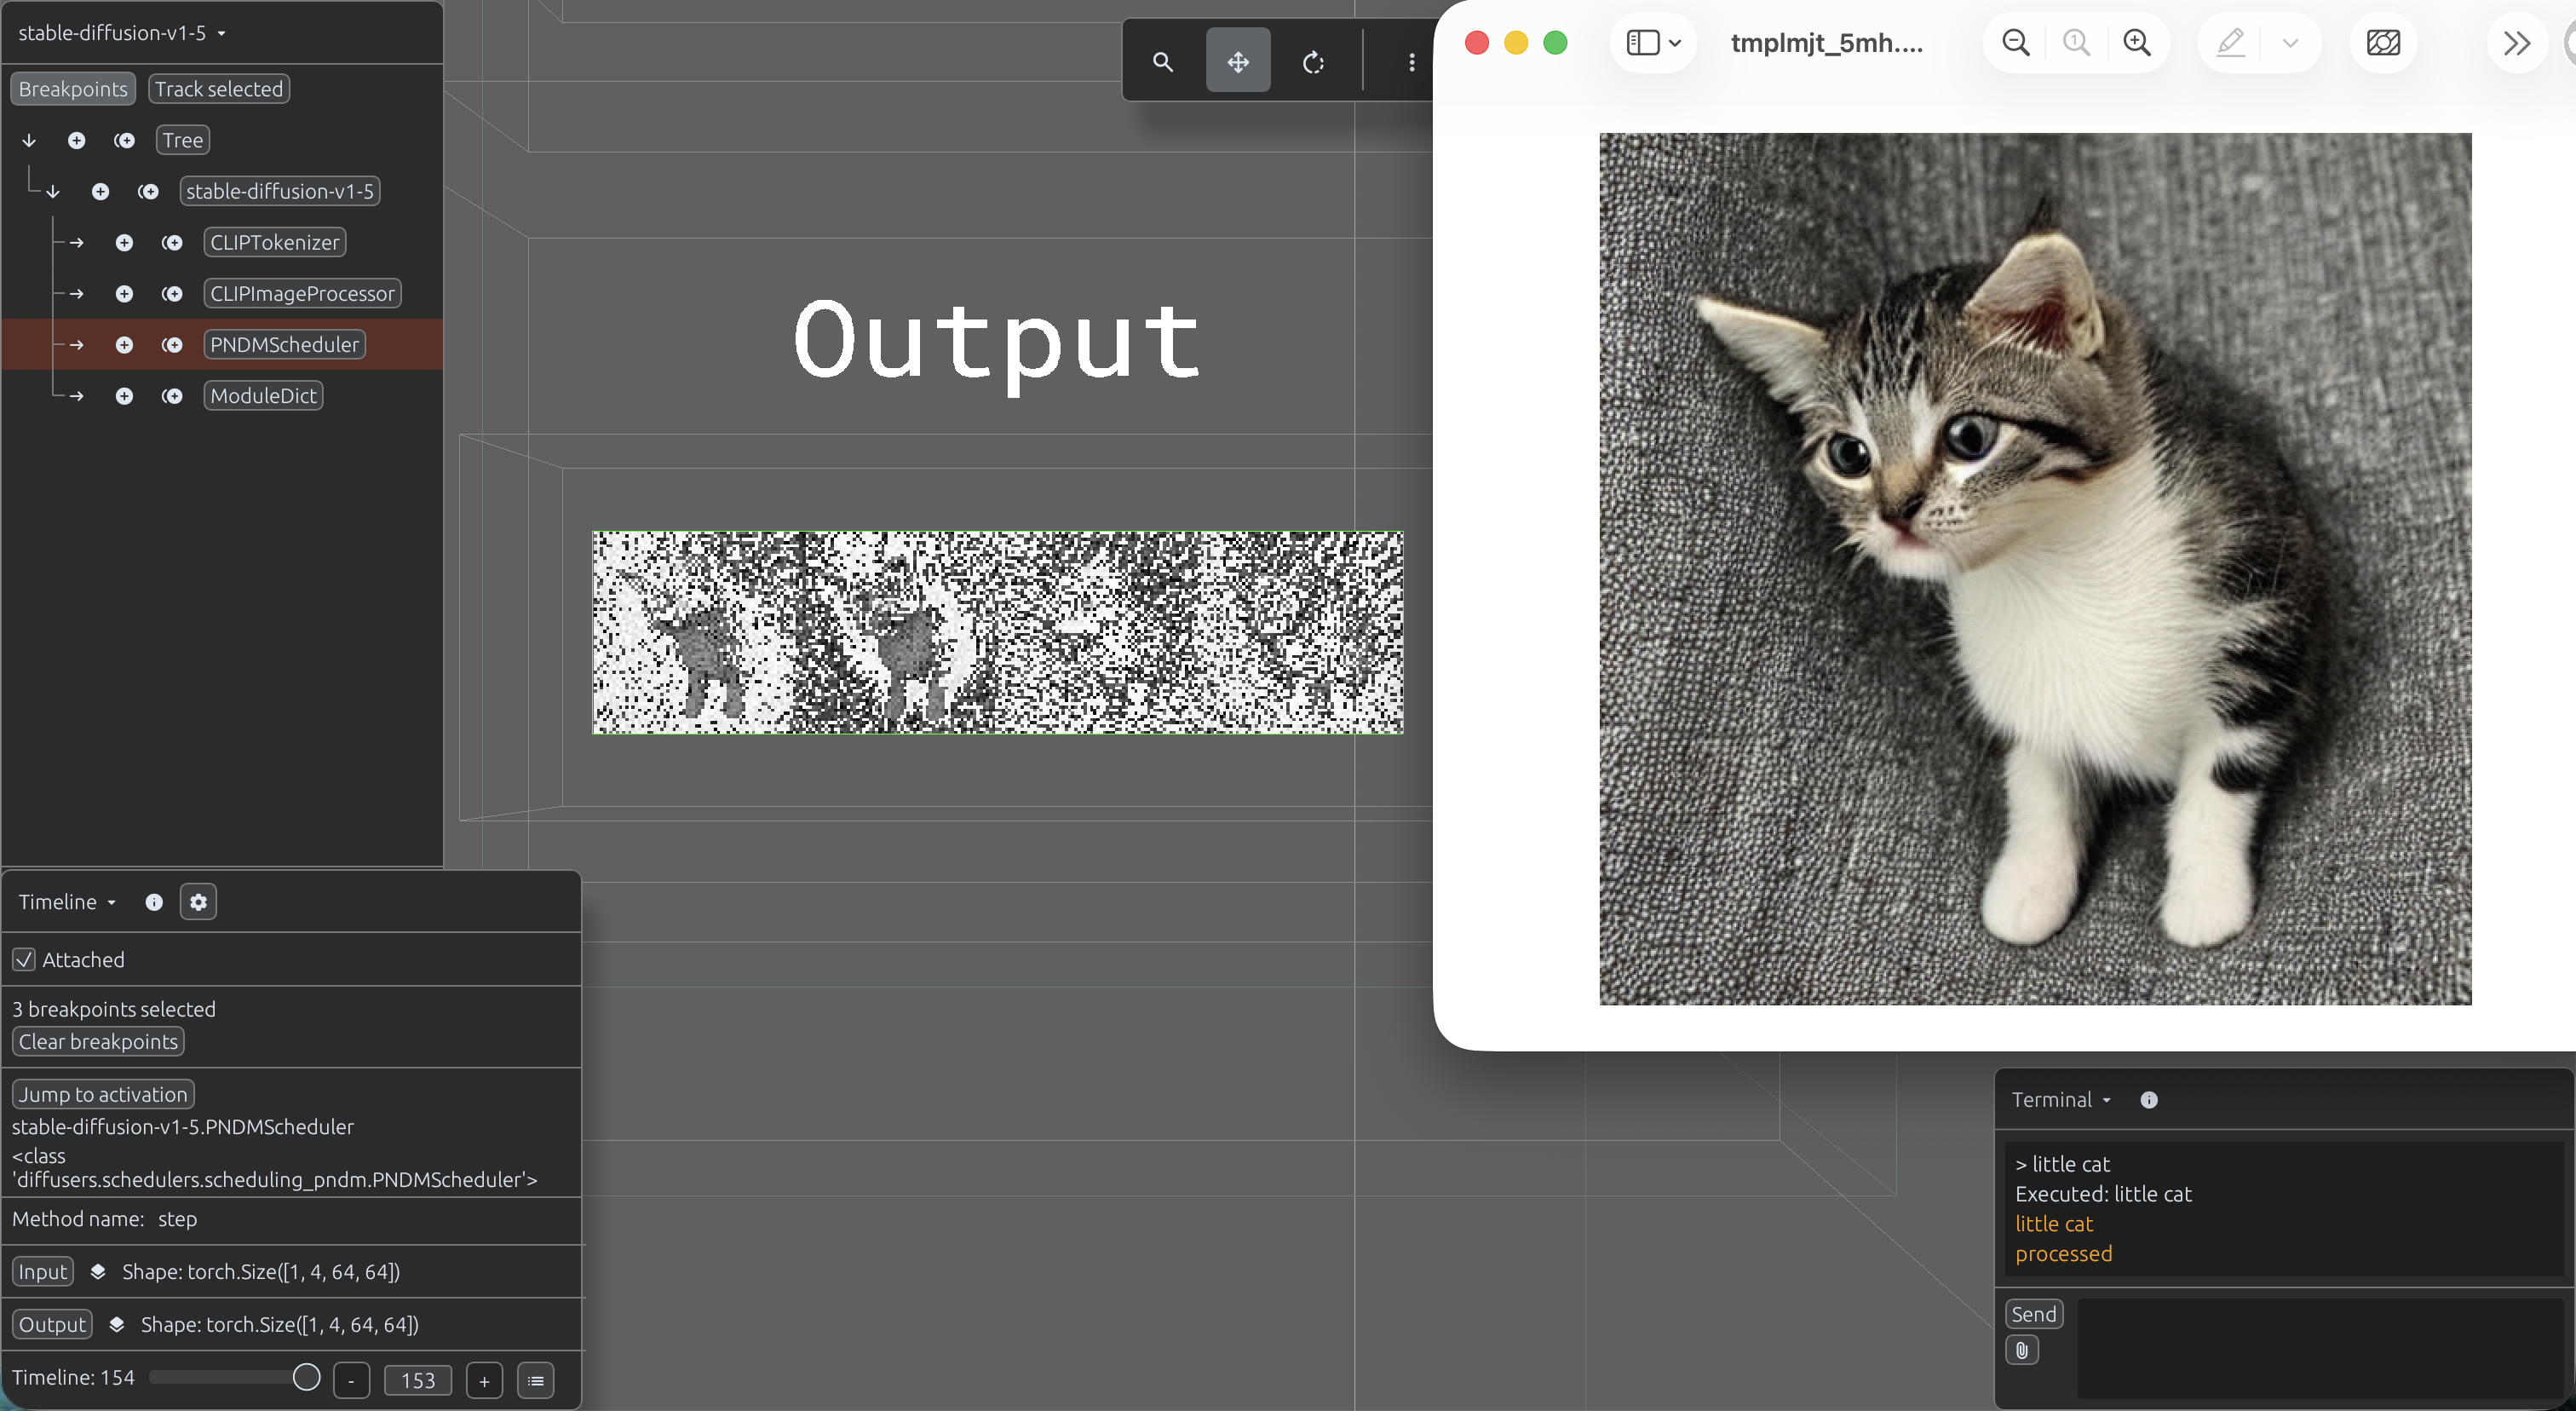 stable-diffusion-v1-5
Breakpoints
Track selected
Tree
stable-diffusion-v1-5
CLIPTokenizer
CLIPImageProcessor
PNDMScheduler
ModuleDict
Output
tmplmjt_5mh....
1
Timeline
Attached
3 breakpoints selected
Clear breakpoints
Jump to activation
stable-diffusion-v1-5.PNDMScheduler
<class
'diffusers.schedulers.scheduling_pndm.PNDMScheduler'>
Method name: step
Input Shape: torch.Size([1, 4, 64, 64])
Output Shape: torch.Size([1, 4, 64, 64])
Timeline: 154 - 153 +
Terminal
> little cat
Executed: little cat
little cat
processed
Send